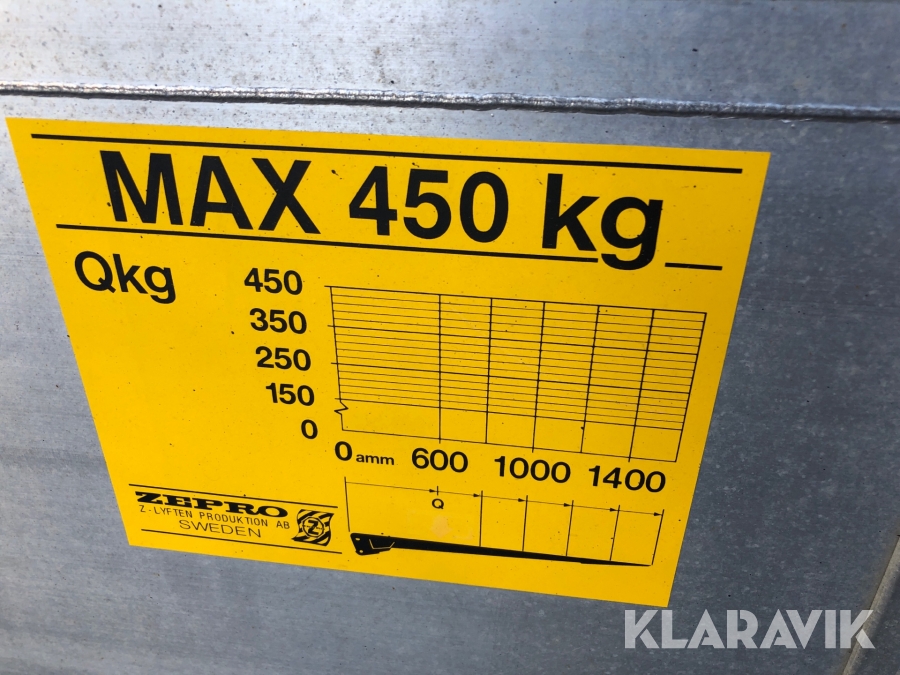 MAX 450 kg
Qkg
450
350
250
150
0
0 amm 600 1000 1400
Q
ZEPRO
Z-LYFTEN PRODUKTION AB
SWEDEN
Z
KLARAVIK